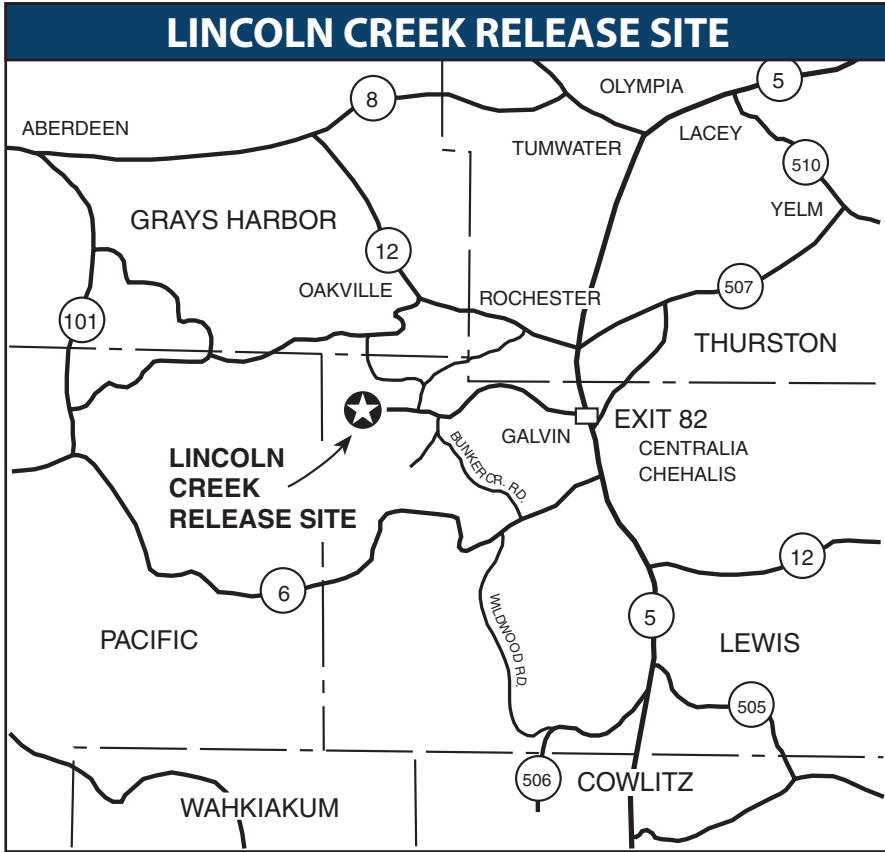 LINCOLN CREEK RELEASE SITE
OLYMPIA
5
8
ABERDEEN
TUMWATER
LACEY
510
YELM
GRAYS HARBOR
12
OAKVILLE
ROCHESTER
507
101
THURSTON
EXIT 82
GALVIN
CENTRALIA
CHEHALIS
BUNKER CR. RD.
LINCOLN
CREEK
RELEASE SITE
12
6
WILDWOOD RD.
5
PACIFIC
LEWIS
505
506
COWLITZ
WAHKIAKUM